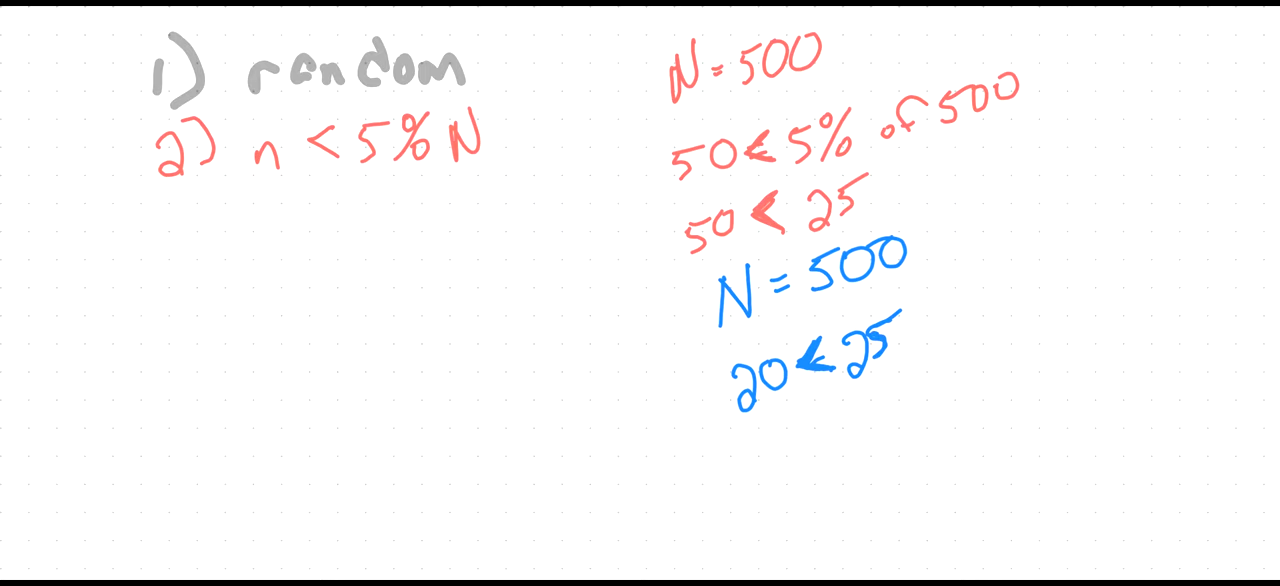 1) random
2) n < 5% N
N = 500
50 < 5% of 500
50 < 25
N = 500
20 < 25